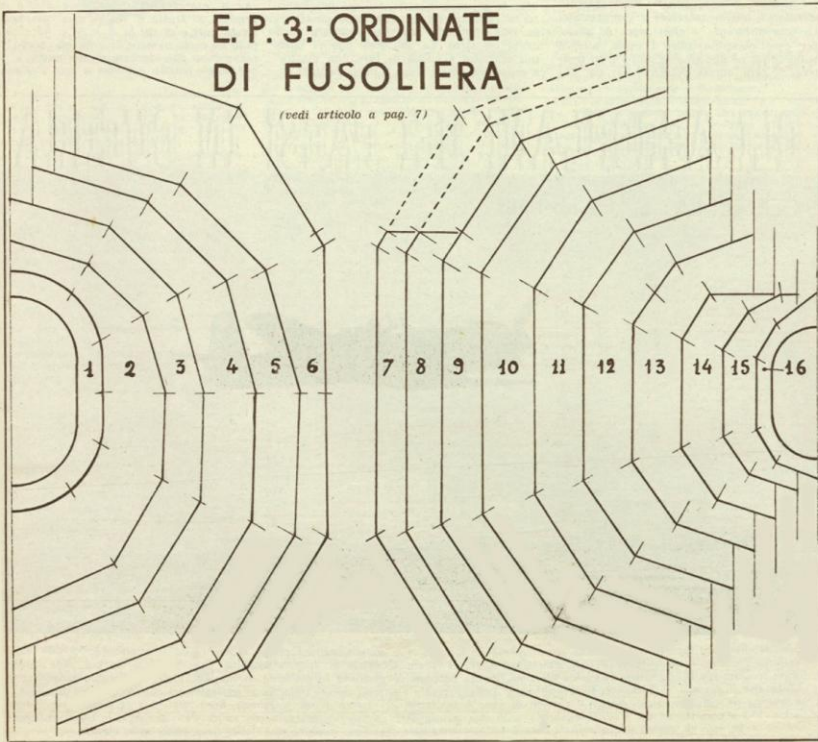 E. P. 3: ORDINATE
DI FUSOLIERA
(vedi articolo a pag. 7)
1 2 3 4 5 6 7 8 9 10 11 12 13 14 15 16